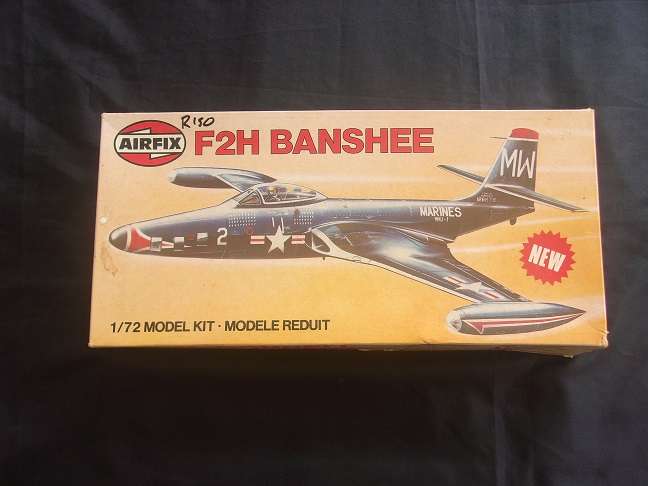 R150
AIRFIX
F2H BANSHEE
MW
MARINES
2
NEW
1/72 MODEL KIT · MODELE REDUIT